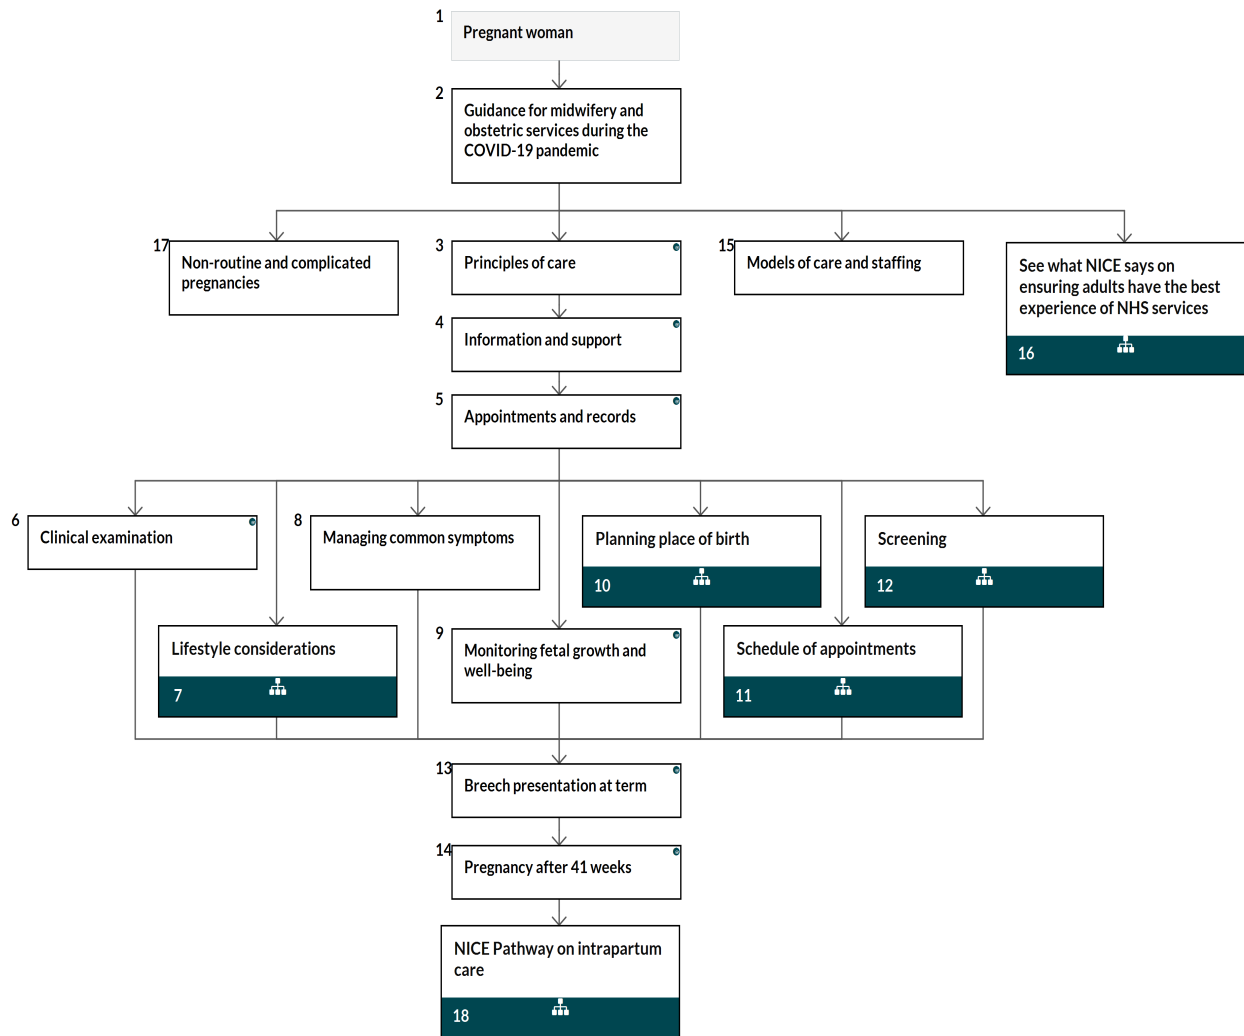 1
Pregnant woman
2
Guidance for midwifery and
obstetric services during the
COVID-19 pandemic
17
Non-routine and complicated
pregnancies
3
Principles of care
15
Models of care and staffing
See what NICE says on
ensuring adults have the best
experience of NHS services
16
4
Information and support
5
Appointments and records
6
Clinical examination
8
Managing common symptoms
Planning place of birth
10
Screening
12
Lifestyle considerations
7
9
Monitoring fetal growth and
well-being
Schedule of appointments
11
13
Breech presentation at term
14
Pregnancy after 41 weeks
NICE Pathway on intrapartum
care
18